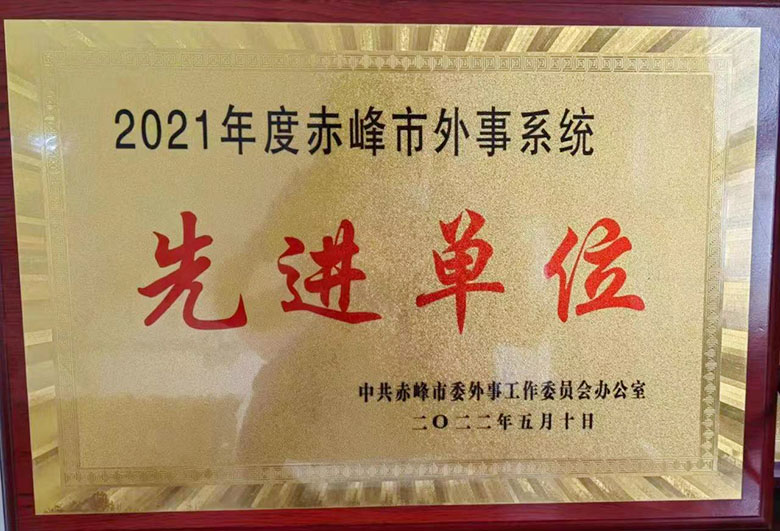 2021年度赤峰市外事系统
先进单位
中共赤峰市委外事工作委员会办公室
二〇二二年五月十日